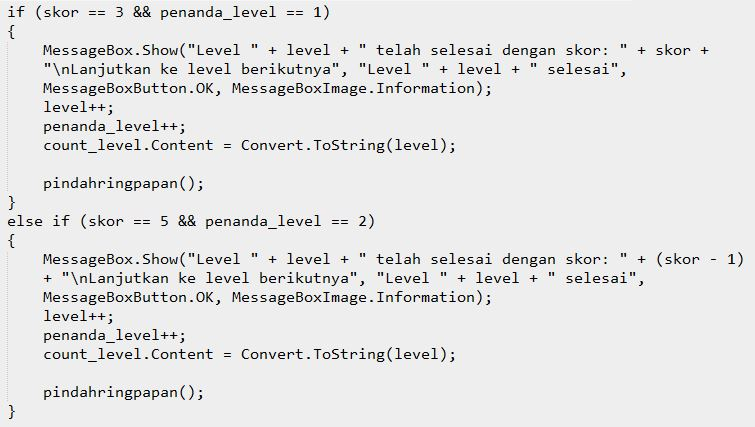 if (skor == 3 && penanda_level == 1)
{
    MessageBox.Show("Level " + level + " telah selesai dengan skor: " + skor +
    "\nLanjutkan ke level berikutnya", "Level " + level + " selesai",
    MessageBoxButton.OK, MessageBoxImage.Information);
    level++;
    penanda_level++;
    count_level.Content = Convert.ToString(level);

    pindahringpapan();
}
else if (skor == 5 && penanda_level == 2)
{
    MessageBox.Show("Level " + level + " telah selesai dengan skor: " + (skor - 1)
    + "\nLanjutkan ke level berikutnya", "Level " + level + " selesai",
    MessageBoxButton.OK, MessageBoxImage.Information);
    level++;
    penanda_level++;
    count_level.Content = Convert.ToString(level);

    pindahringpapan();
}